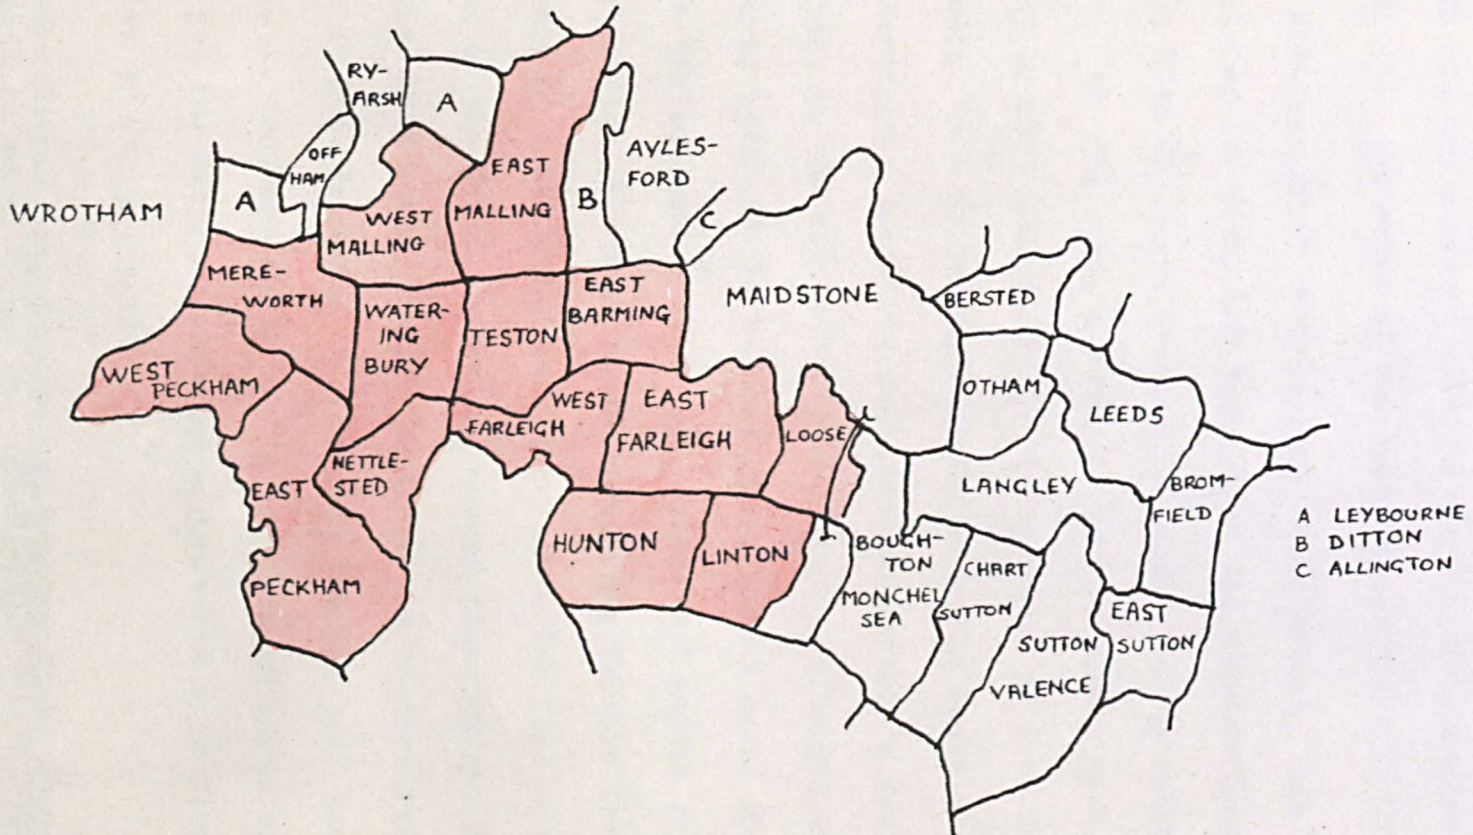 RY-
ARSH
A
OFF
HAM
A
WROTHAM
EAST
MALLING
B
AYLES-
FORD
C
WEST
MALLING
MERE-
WORTH
WATER-
ING
BURY
TESTON
EAST
BARMING
MAIDSTONE
BERSTED
WEST
PECKHAM
WEST
FARLEIGH
EAST
FARLEIGH
LOOSE
OTHAM
LEEDS
NETTLE-
STED
EAST
PECKHAM
HUNTON
LINTON
LANGLEY
BROM-
FIELD
BOUGH-
TON
MONCHEL
SEA
CHART
SUTTON
SUTTON
VALENCE
EAST
SUTTON
A LEYBOURNE
B DITTON
C ALLINGTON